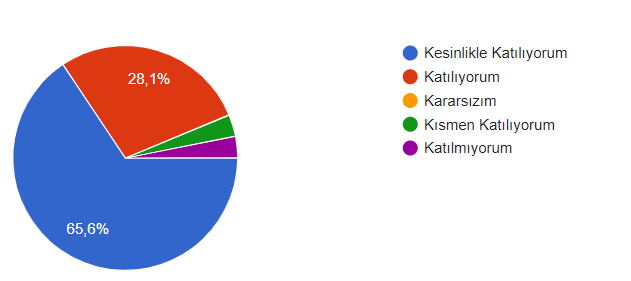 Kesinlikle Katılıyorum
28,1%
Katılıyorum
Kararsızım
Kısmen Katılıyorum
Katılmıyorum
65,6%